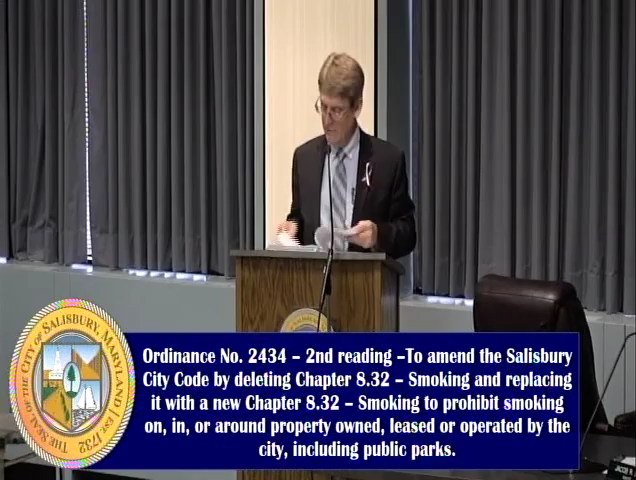 THE SEAL OF THE CITY OF SALISBURY, MARYLAND EST 1732
Ordinance No. 2434 – 2nd reading –To amend the Salisbury
City Code by deleting Chapter 8.32 – Smoking and replacing
it with a new Chapter 8.32 – Smoking to prohibit smoking
on, in, or around property owned, leased or operated by the
city, including public parks.